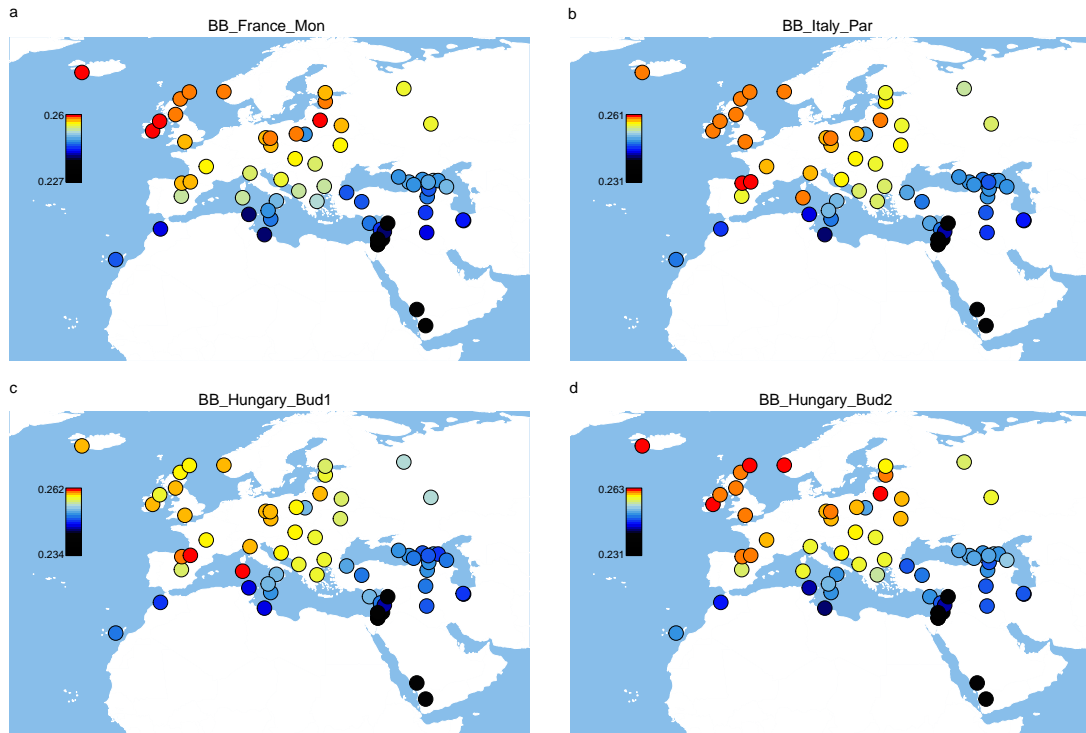 a
BB_France_Mon
0.26
0.227
b
BB_Italy_Par
0.261
0.231
c
BB_Hungary_Bud1
0.262
0.234
d
BB_Hungary_Bud2
0.263
0.231